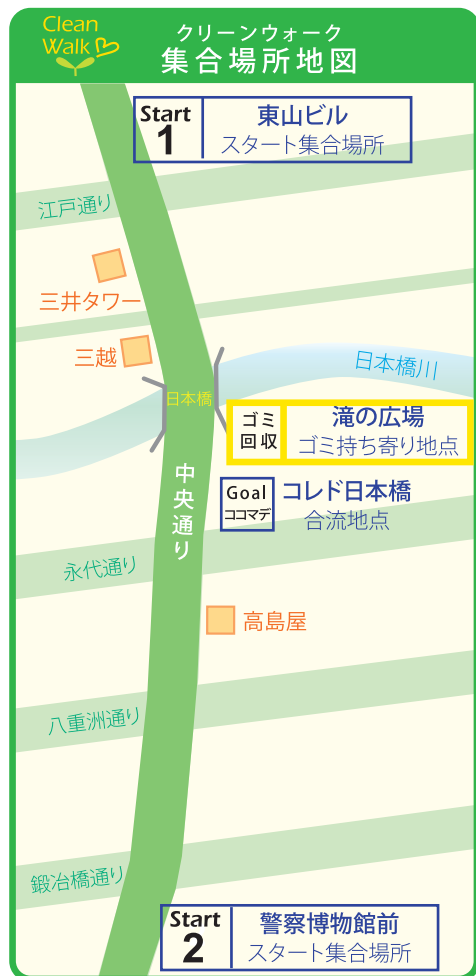 Clean
Walk
クリーンウォーク
集合場所地図
Start
1
東山ビル
スタート集合場所
江戸通り
三井タワー
三越
日本橋川
日本橋
ゴミ
回収
滝の広場
ゴミ持ち寄り地点
中央通り
Goal
ココマデ
コレド日本橋
合流地点
永代通り
高島屋
八重洲通り
鍛冶橋通り
Start
2
警察博物館前
スタート集合場所